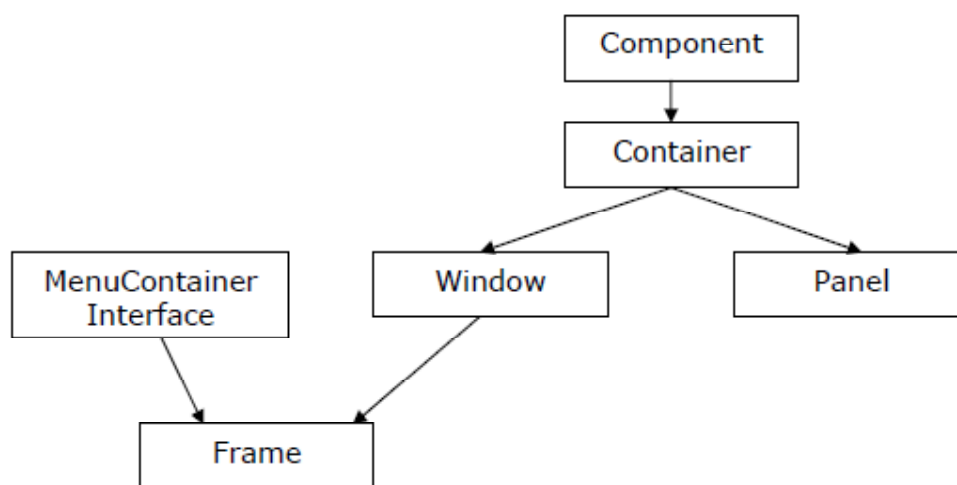 Component
Container
Window
Panel
MenuContainer
Interface
Frame